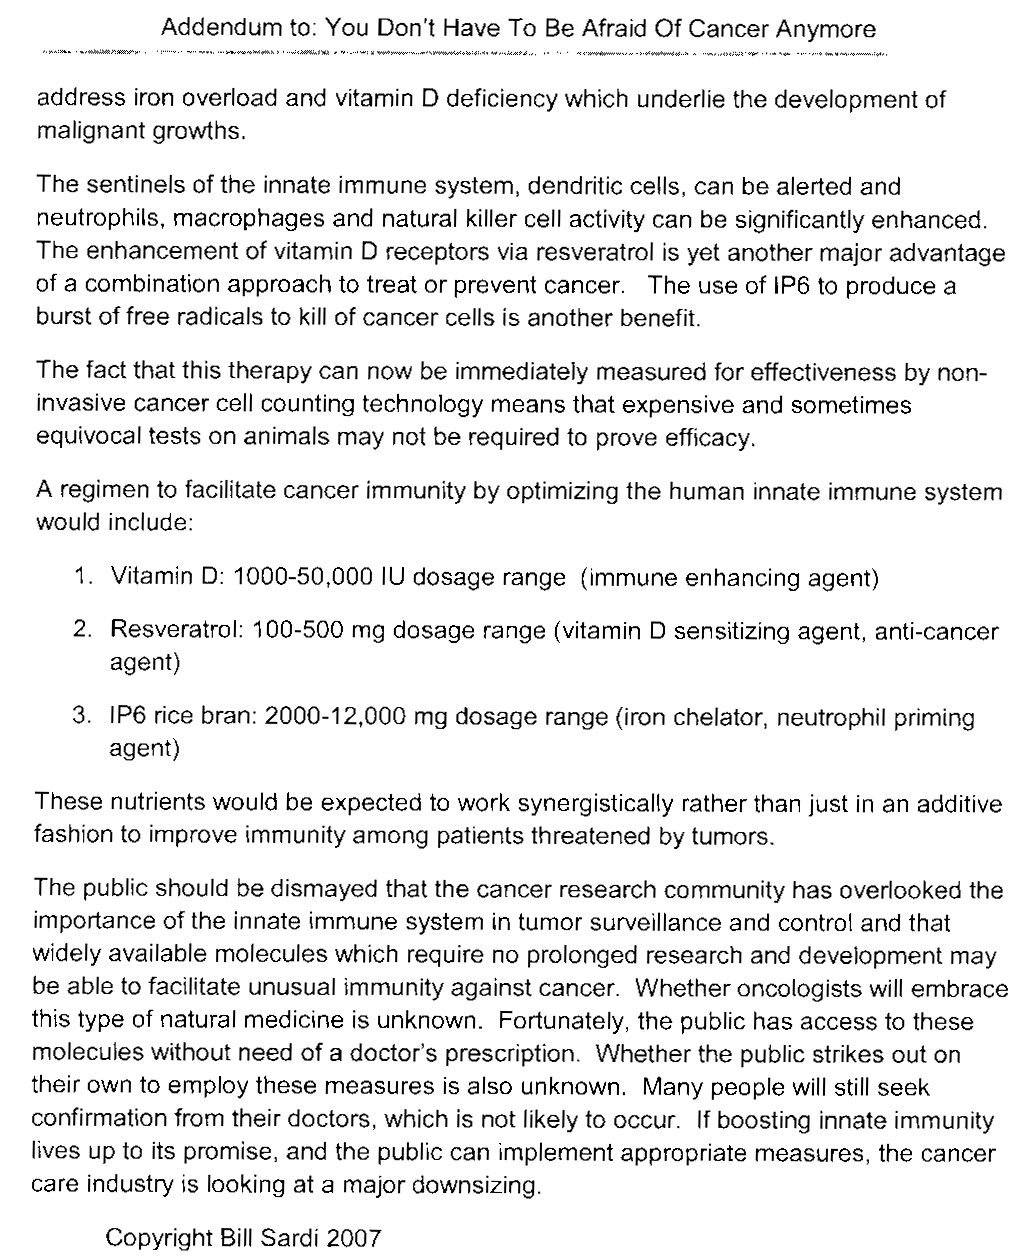 Addendum to: You Don't Have To Be Afraid Of Cancer Anymore
address iron overload and vitamin D deficiency which underlie the development of
malignant growths.
The sentinels of the innate immune system, dendritic cells, can be alerted and
neutrophils, macrophages and natural killer cell activity can be significantly enhanced.
The enhancement of vitamin D receptors via resveratrol is yet another major advantage
of a combination approach to treat or prevent cancer.   The use of IP6 to produce a
burst of free radicals to kill of cancer cells is another benefit.
The fact that this therapy can now be immediately measured for effectiveness by non-
invasive cancer cell counting technology means that expensive and sometimes
equivocal tests on animals may not be required to prove efficacy.
A regimen to facilitate cancer immunity by optimizing the human innate immune system
would include:
1.  Vitamin D: 1000-50,000 IU dosage range  (immune enhancing agent)
2.  Resveratrol: 100-500 mg dosage range (vitamin D sensitizing agent, anti-cancer
agent)
3.  IP6 rice bran: 2000-12,000 mg dosage range (iron chelator, neutrophil priming
agent)
These nutrients would be expected to work synergistically rather than just in an additive
fashion to improve immunity among patients threatened by tumors.
The public should be dismayed that the cancer research community has overlooked the
importance of the innate immune system in tumor surveillance and control and that
widely available molecules which require no prolonged research and development may
be able to facilitate unusual immunity against cancer.  Whether oncologists will embrace
this type of natural medicine is unknown.  Fortunately, the public has access to these
molecules without need of a doctor's prescription.  Whether the public strikes out on
their own to employ these measures is also unknown.  Many people will still seek
confirmation from their doctors, which is not likely to occur.  If boosting innate immunity
lives up to its promise, and the public can implement appropriate measures, the cancer
care industry is looking at a major downsizing.
Copyright Bill Sardi 2007